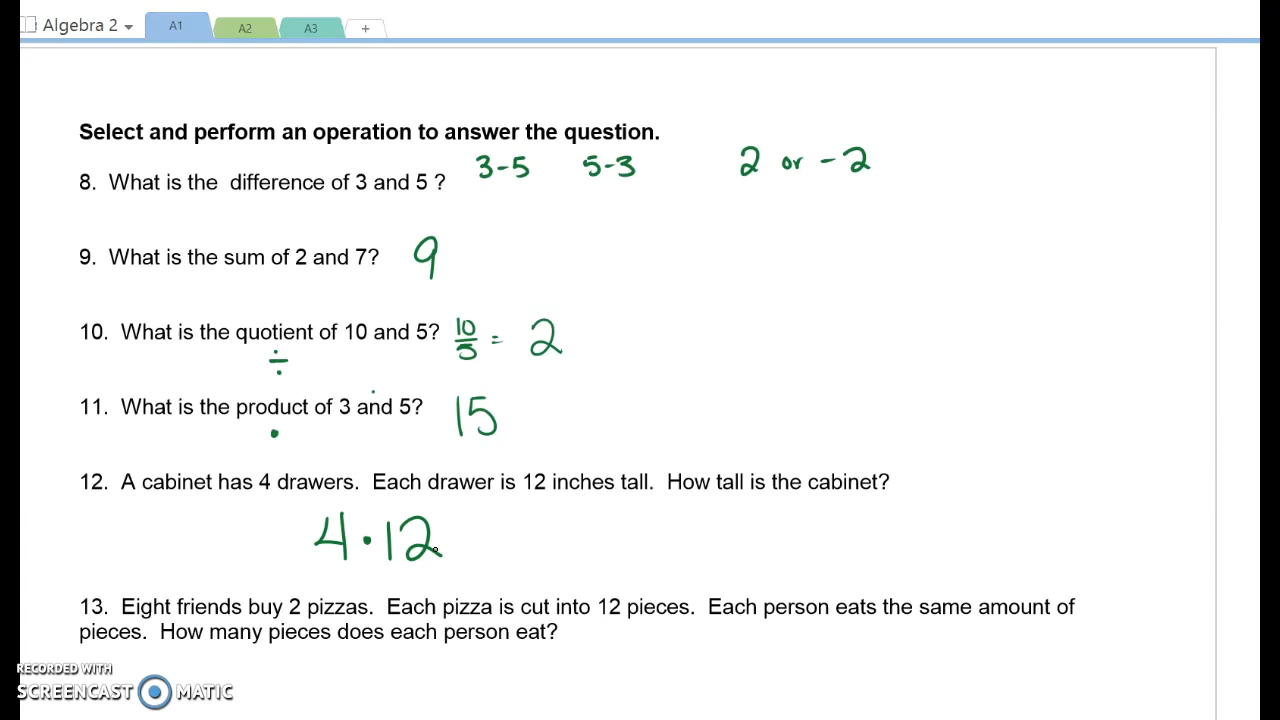 Algebra 2 A1 A2 A3 +
Select and perform an operation to answer the question.
3-5 5-3 2 or -2
8. What is the difference of 3 and 5 ?
9. What is the sum of 2 and 7? 9
10. What is the quotient of 10 and 5? 10/5 = 2
÷
11. What is the product of 3 and 5? 15
·
12. A cabinet has 4 drawers. Each drawer is 12 inches tall. How tall is the cabinet?
4·12
13. Eight friends buy 2 pizzas. Each pizza is cut into 12 pieces. Each person eats the same amount of
pieces. How many pieces does each person eat?
RECORDED WITH
SCREENCAST MATIC